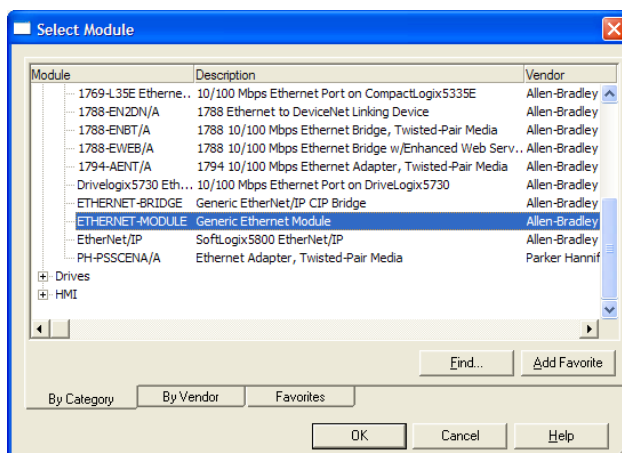 Select Module
Module Description Vendor
1769-L35E Etherne... 10/100 Mbps Ethernet Port on CompactLogix5335E Allen-Bradley
1788-EN2DN/A 1788 Ethernet to DeviceNet Linking Device Allen-Bradley
1788-ENBT/A 1788 10/100 Mbps Ethernet Bridge, Twisted-Pair Media Allen-Bradley
1788-EWEB/A 1788 10/100 Mbps Ethernet Bridge w/Enhanced Web Serv... Allen-Bradley
1794-AENT/A 1794 10/100 Mbps Ethernet Adapter, Twisted-Pair Media Allen-Bradley
Drivelogix5730 Eth... 10/100 Mbps Ethernet Port on DriveLogix5730 Allen-Bradley
ETHERNET-BRIDGE Generic EtherNet/IP CIP Bridge Allen-Bradley
ETHERNET-MODULE Generic Ethernet Module Allen-Bradley
EtherNet/IP SoftLogix5800 EtherNet/IP Allen-Bradley
PH-PSSCENA/A Ethernet Adapter, Twisted-Pair Media Parker Hannif
Drives
HMI
Find... Add Favorite
By Category By Vendor Favorites
OK Cancel Help